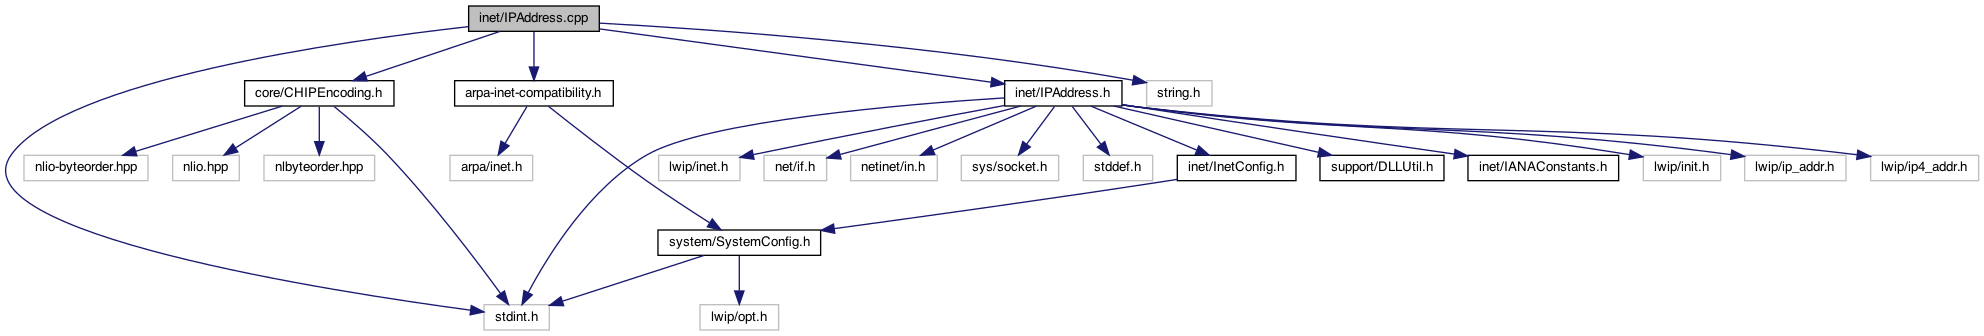 inet/IPAddress.cpp
core/CHIPEncoding.h
arpa-inet-compatibility.h
inet/IPAddress.h
string.h
nlio-byteorder.hpp
nlio.hpp
nlbyteorder.hpp
arpa/inet.h
lwip/inet.h
net/if.h
netinet/in.h
sys/socket.h
stddef.h
inet/InetConfig.h
support/DLLUtil.h
inet/IANAConstants.h
lwip/init.h
lwip/ip_addr.h
lwip/ip4_addr.h
system/SystemConfig.h
stdint.h
lwip/opt.h